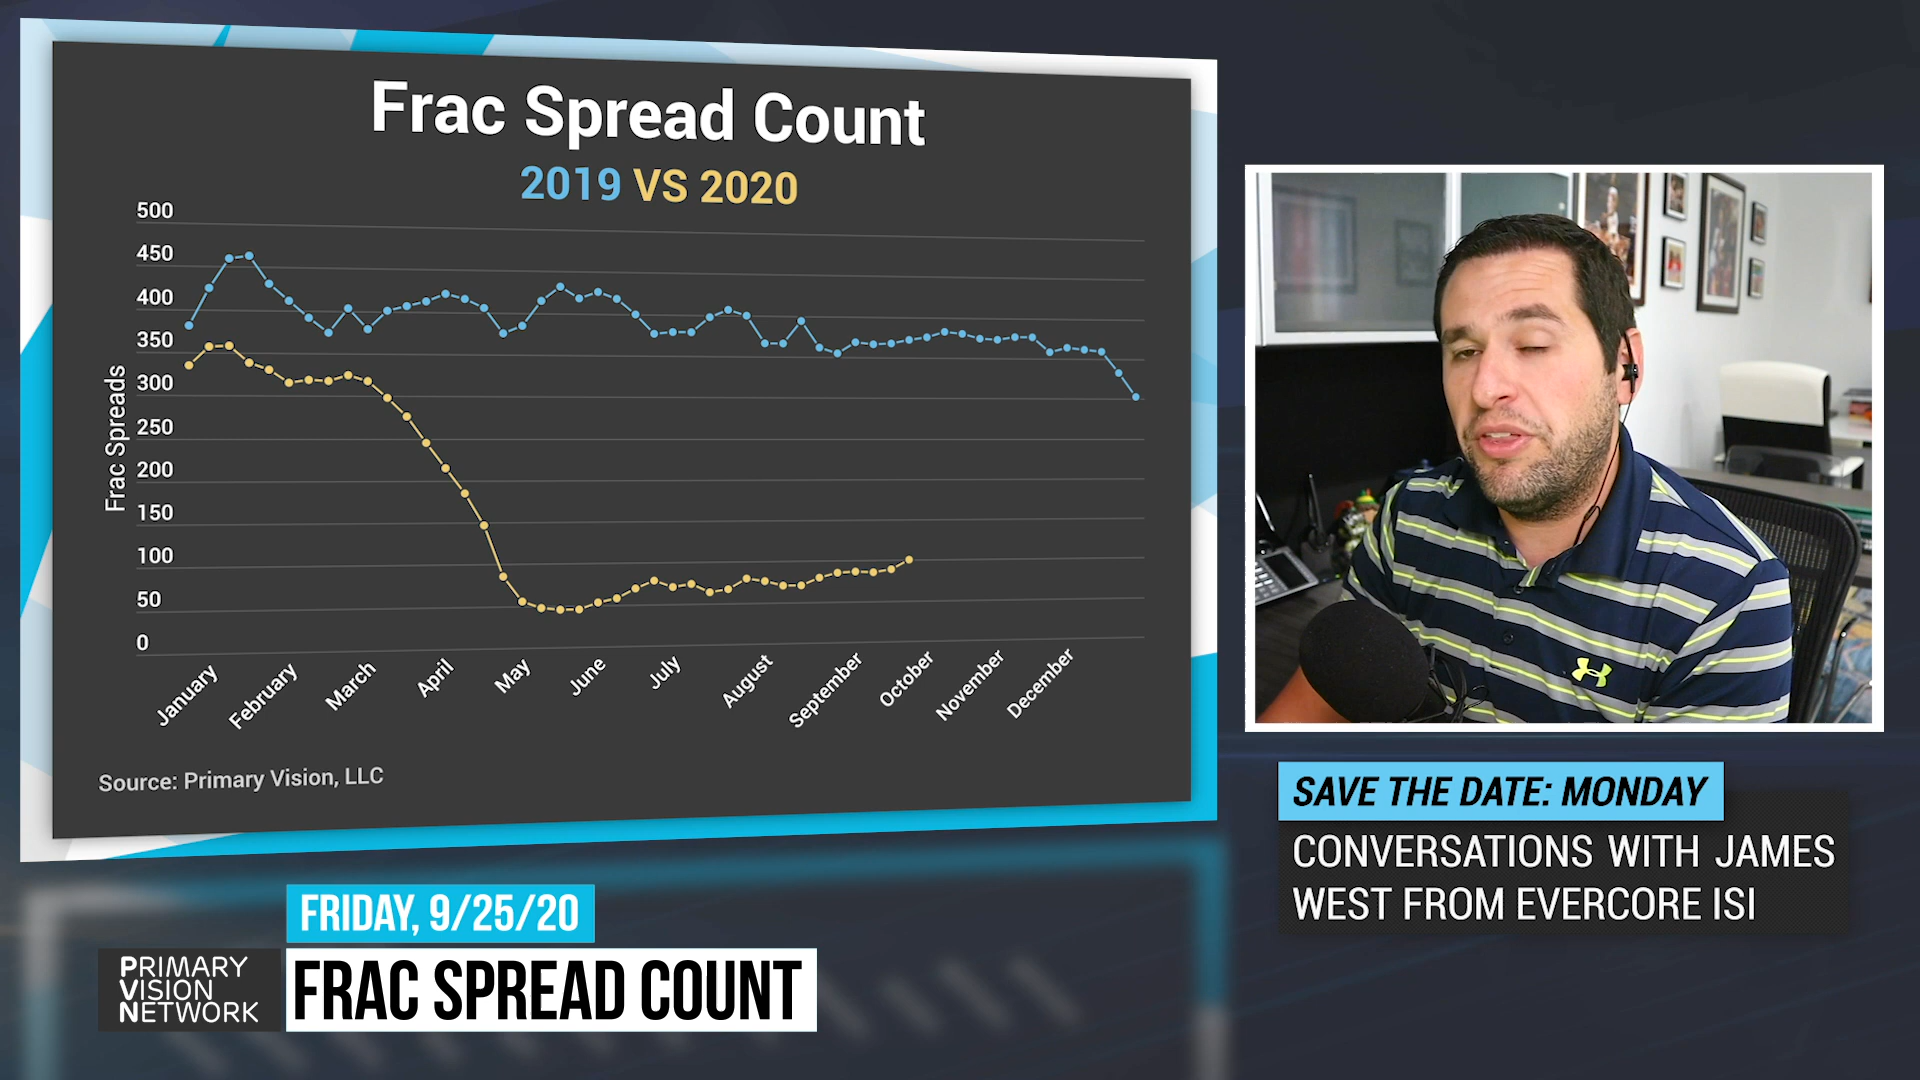 Frac Spread Count
2019 VS 2020
500
450
400
350
300
250
200
150
100
50
0
Frac Spreads
January
February
March
April
May
June
July
August
September
October
November
December
Source: Primary Vision, LLC
SAVE THE DATE: MONDAY
CONVERSATIONS WITH JAMES
WEST FROM EVERCORE ISI
FRIDAY, 9/25/20
FRAC SPREAD COUNT
PRIMARY
VISION
NETWORK